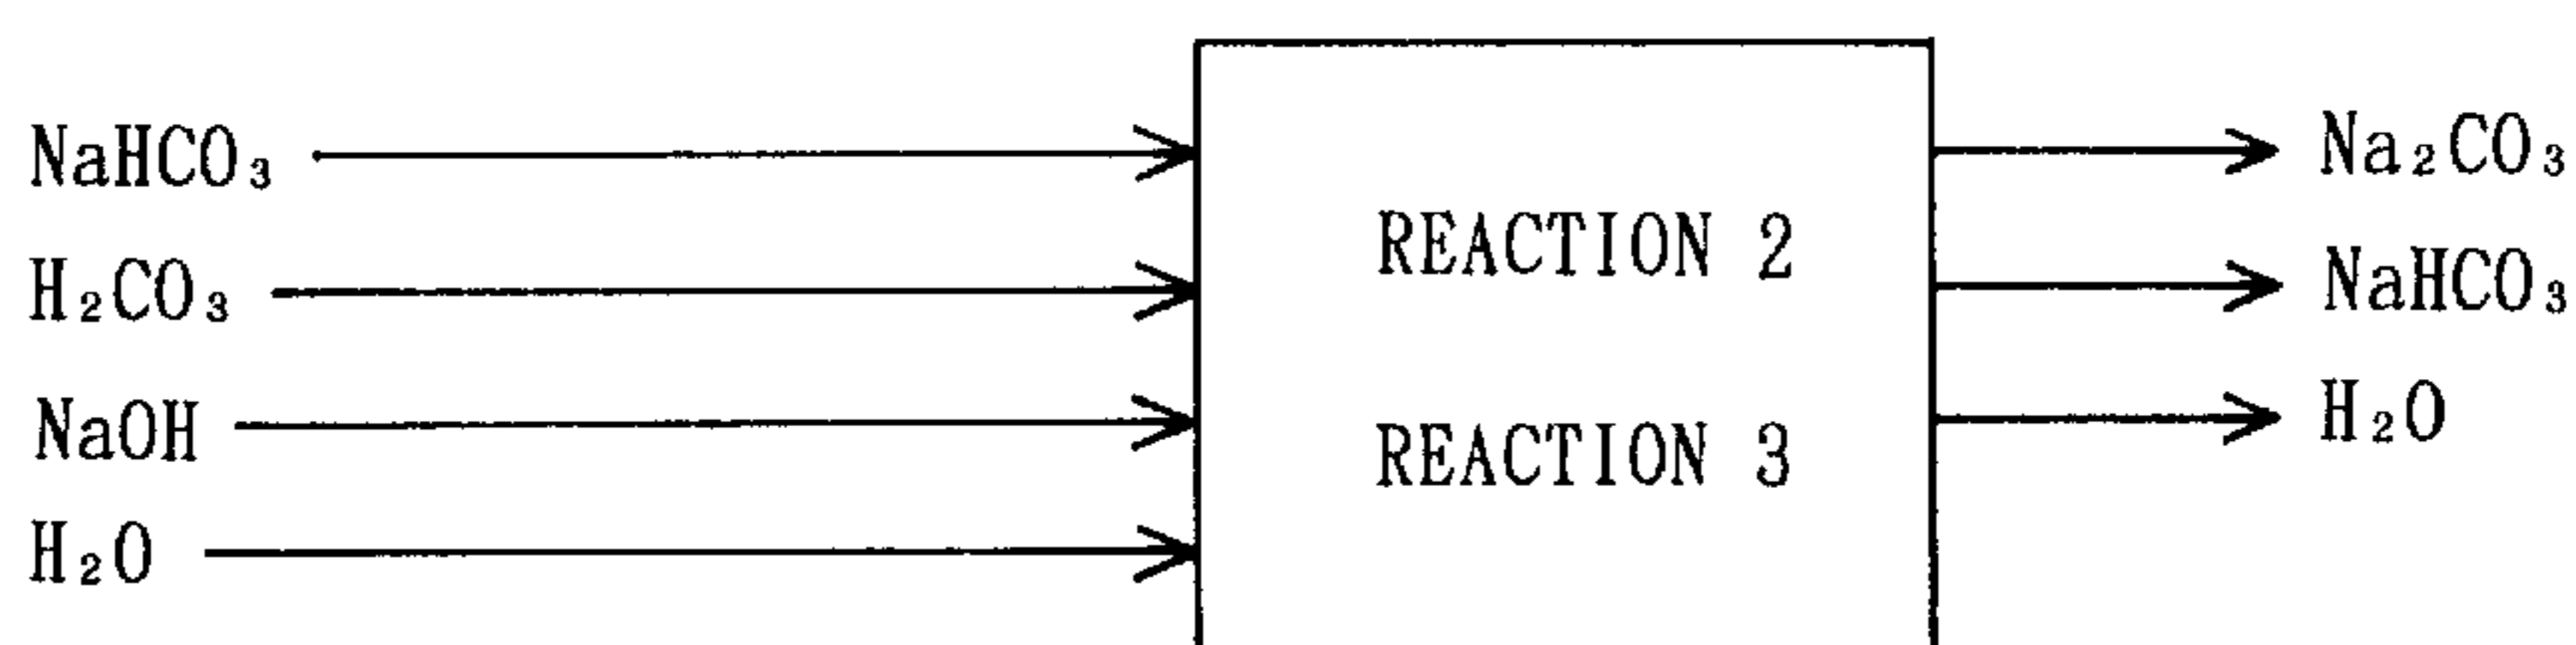 NaHCO₃
H₂CO₃
NaOH
H₂O
REACTION 2
REACTION 3
Na₂CO₃
NaHCO₃
H₂O